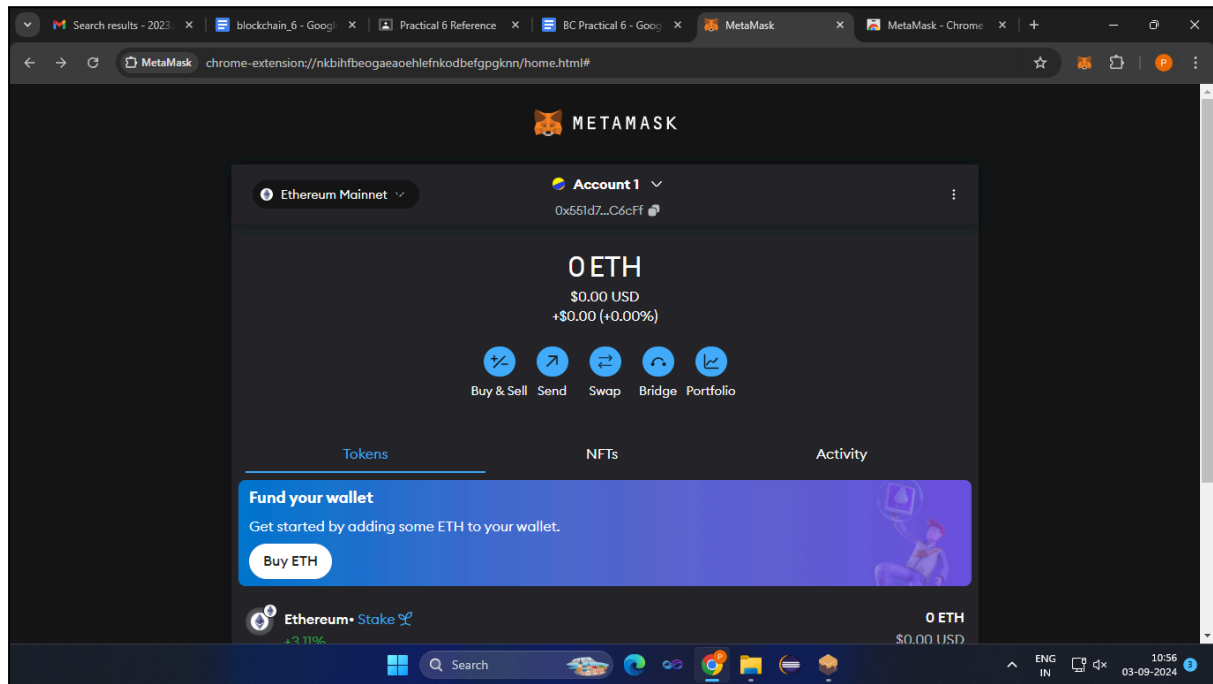 Search results - 2023
blockchain_6 - Googl
Practical 6 Reference
BC Practical 6 - Goog
MetaMask
MetaMask - Chrome
MetaMask
chrome-extension://nkbihfbeogaeaoehlefnkodbefgpgknn/home.html#
P
METAMASK
Ethereum Mainnet
Account 1
0x551d7...C6cFf
0 ETH
$0.00 USD
+$0.00 (+0.00%)
Buy & Sell Send Swap Bridge Portfolio
Tokens NFTs Activity
Fund your wallet
Get started by adding some ETH to your wallet.
Buy ETH
Ethereum • Stake
0 ETH
+3.11%
$0.00 USD
Search
ENG
IN
10:56
03-09-2024
3